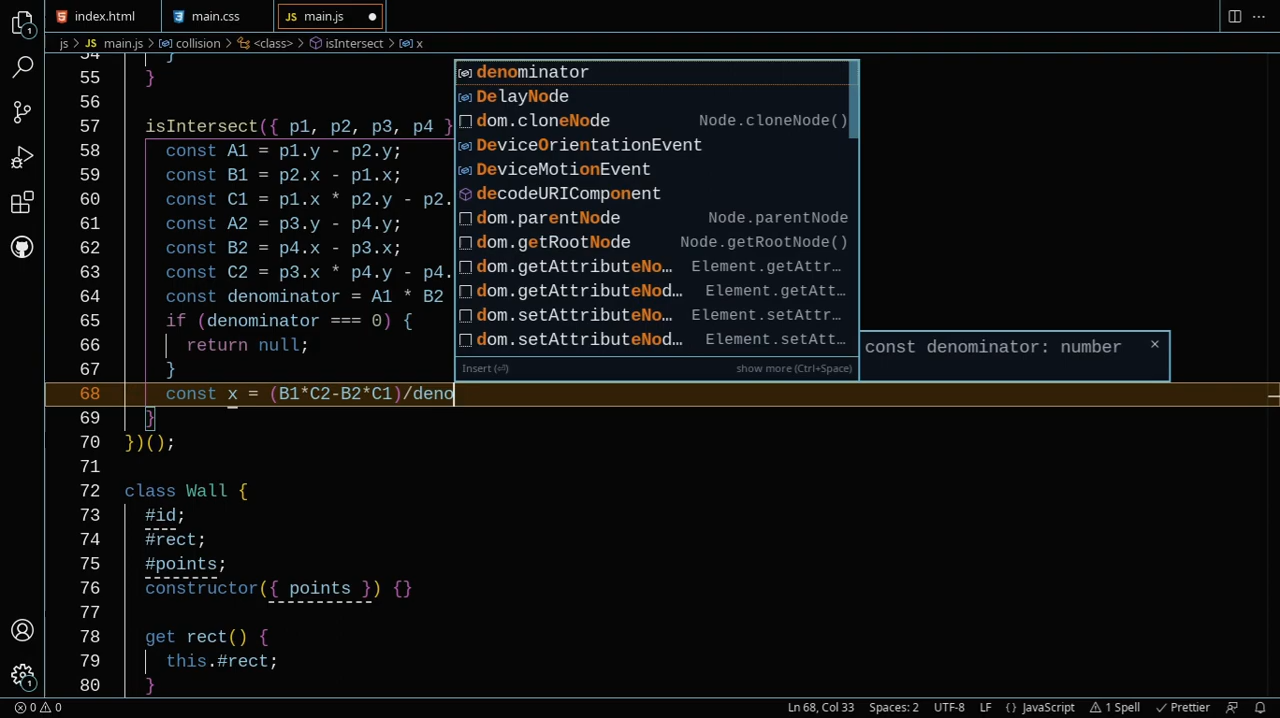 index.html
main.css
JS main.js
js > JS main.js > collision > <class> > isIntersect > x
54 }
55 }
56
57 isIntersect({ p1, p2, p3, p4 }
58 const A1 = p1.y - p2.y;
59 const B1 = p2.x - p1.x;
60 const C1 = p1.x * p2.y - p2.
61 const A2 = p3.y - p4.y;
62 const B2 = p4.x - p3.x;
63 const C2 = p3.x * p4.y - p4.
64 const denominator = A1 * B2
65 if (denominator === 0) {
66 return null;
67 }
68 const x = (B1*C2-B2*C1)/deno
69 }
70 })();
71
72 class Wall {
73 #id;
74 #rect;
75 #points;
76 constructor({ points }) {}
77
78 get rect() {
79 this.#rect;
80 }
denominator
DelayNode
dom.cloneNode Node.cloneNode()
DeviceOrientationEvent
DeviceMotionEvent
decodeURIComponent
dom.parentNode Node.parentNode
dom.getRootNode Node.getRootNode()
dom.getAttributeNo… Element.getAttr…
dom.getAttributeNod… Element.getAtt…
dom.setAttributeNo… Element.setAttr…
dom.setAttributeNod… Element.setAtt…
Insert (⏎) show more (Ctrl+Space)
const denominator: number ×
1
1
0 0 Ln 68, Col 33 Spaces: 2 UTF-8 LF {} JavaScript 1 Spell Prettier